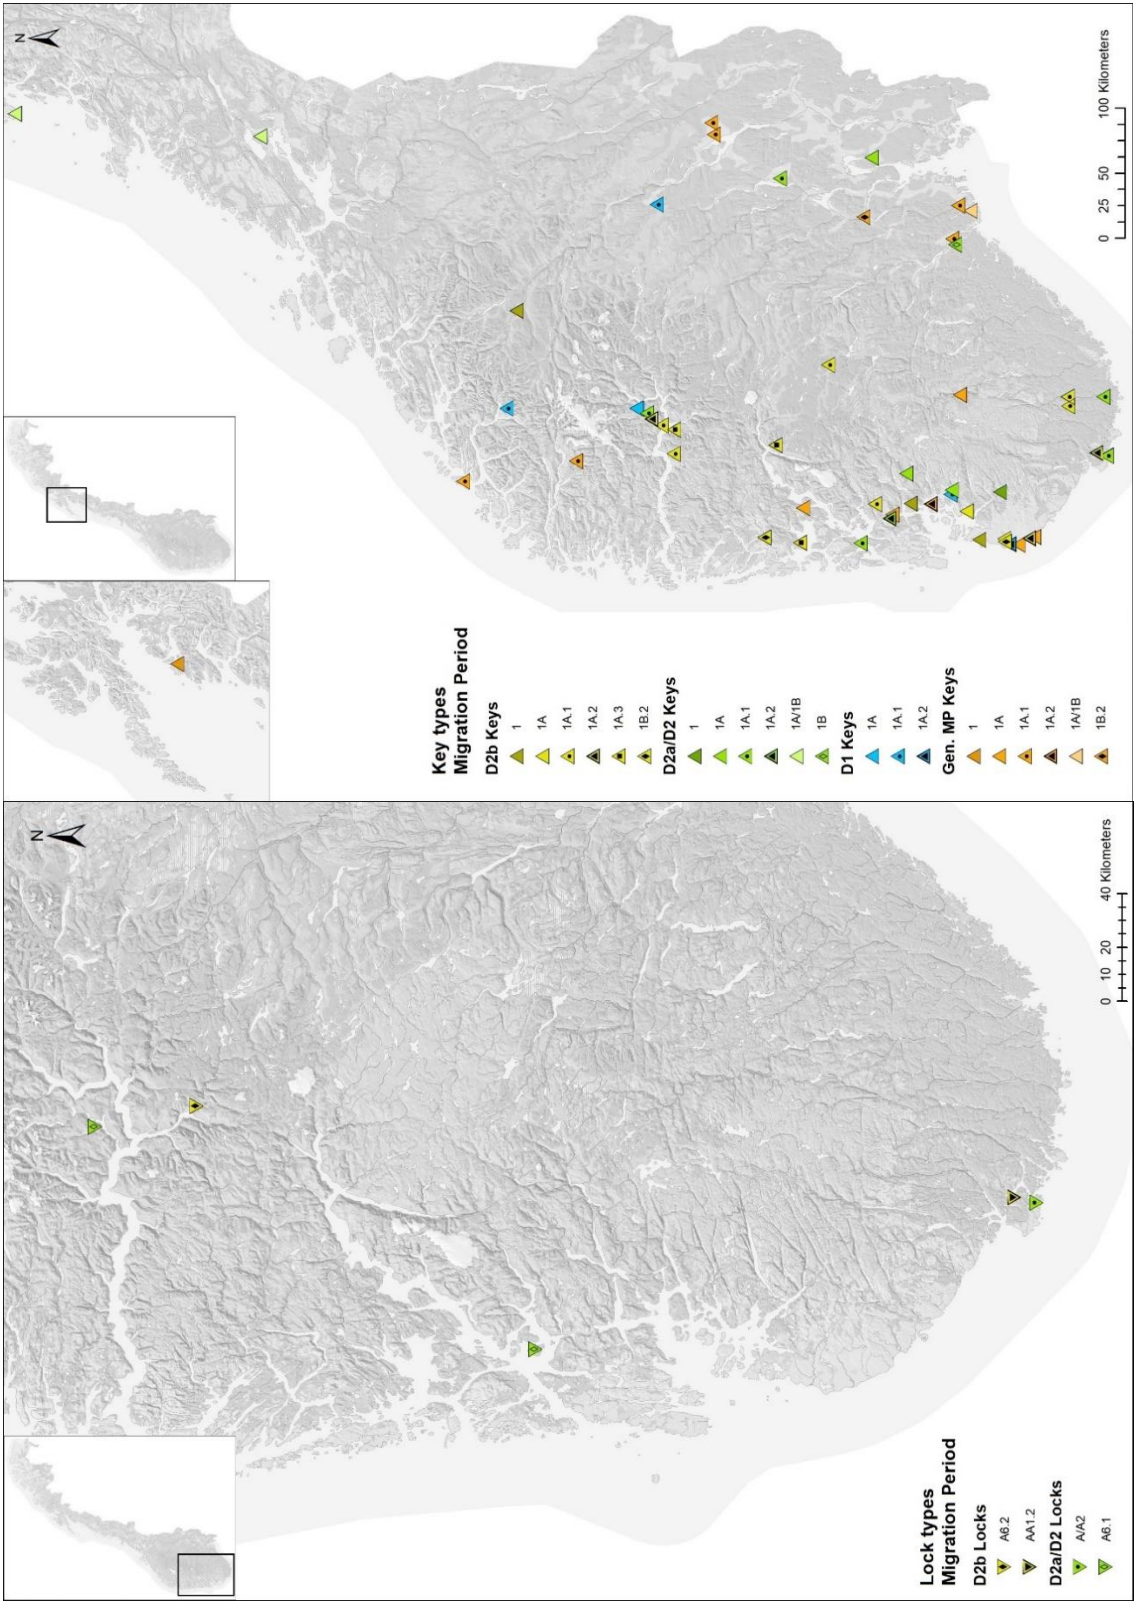 N
100 Kilometers
50
25
0
Key types
Migration Period
D2b Keys
1
1A
1A.1
1A.2
1A.3
1B.2
D2a/D2 Keys
1
1A
1A.1
1A.2
1A/1B
1B
D1 Keys
1A
1A.1
1A.2
Gen. MP Keys
1
1A
1A.1
1A.2
1A/1B
1B.2
N
40 Kilometers
20
10
0
Lock types
Migration Period
D2b Locks
A6.2
AA1.2
D2a/D2 Locks
A/A2
A6.1